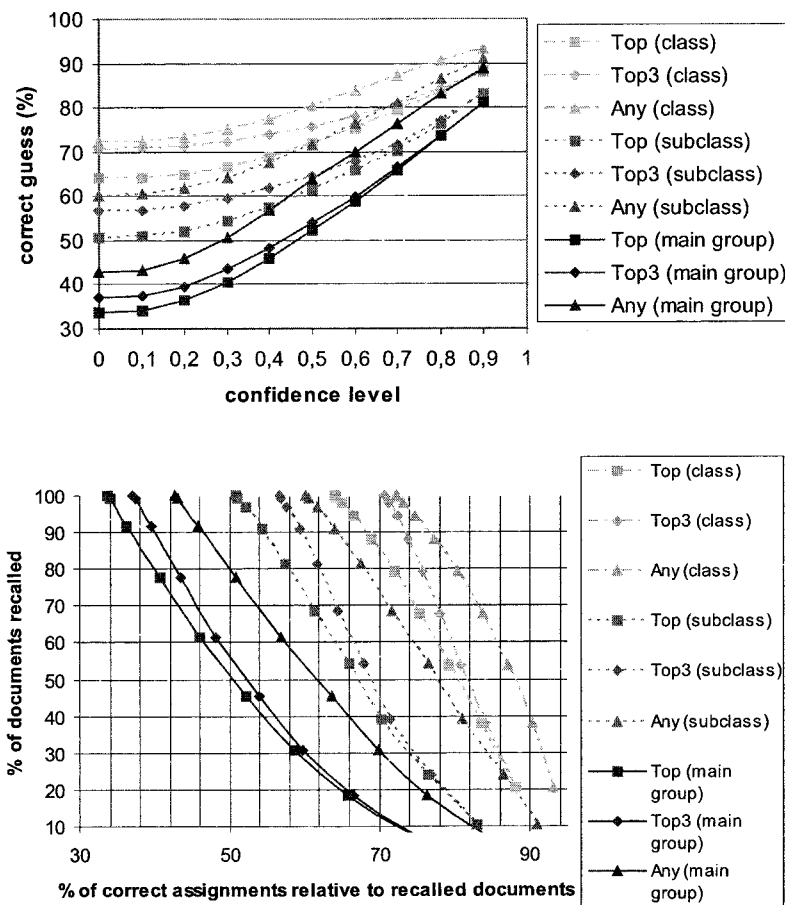 100
90
80
70
60
50
40
30
correct guess (%)
0 0,1 0,2 0,3 0,4 0,5 0,6 0,7 0,8 0,9 1
confidence level
Top (class)
Top3 (class)
Any (class)
Top (subclass)
Top3 (subclass)
Any (subclass)
Top (main group)
Top3 (main group)
Any (main group)
100
90
80
70
60
50
40
30
20
10
% of documents recalled
30 50 70 90
% of correct assignments relative to recalled documents
Top (class)
Top3 (class)
Any (class)
Top (subclass)
Top3 (subclass)
Any (subclass)
Top (main
group)
Top3 (main
group)
Any (main
group)